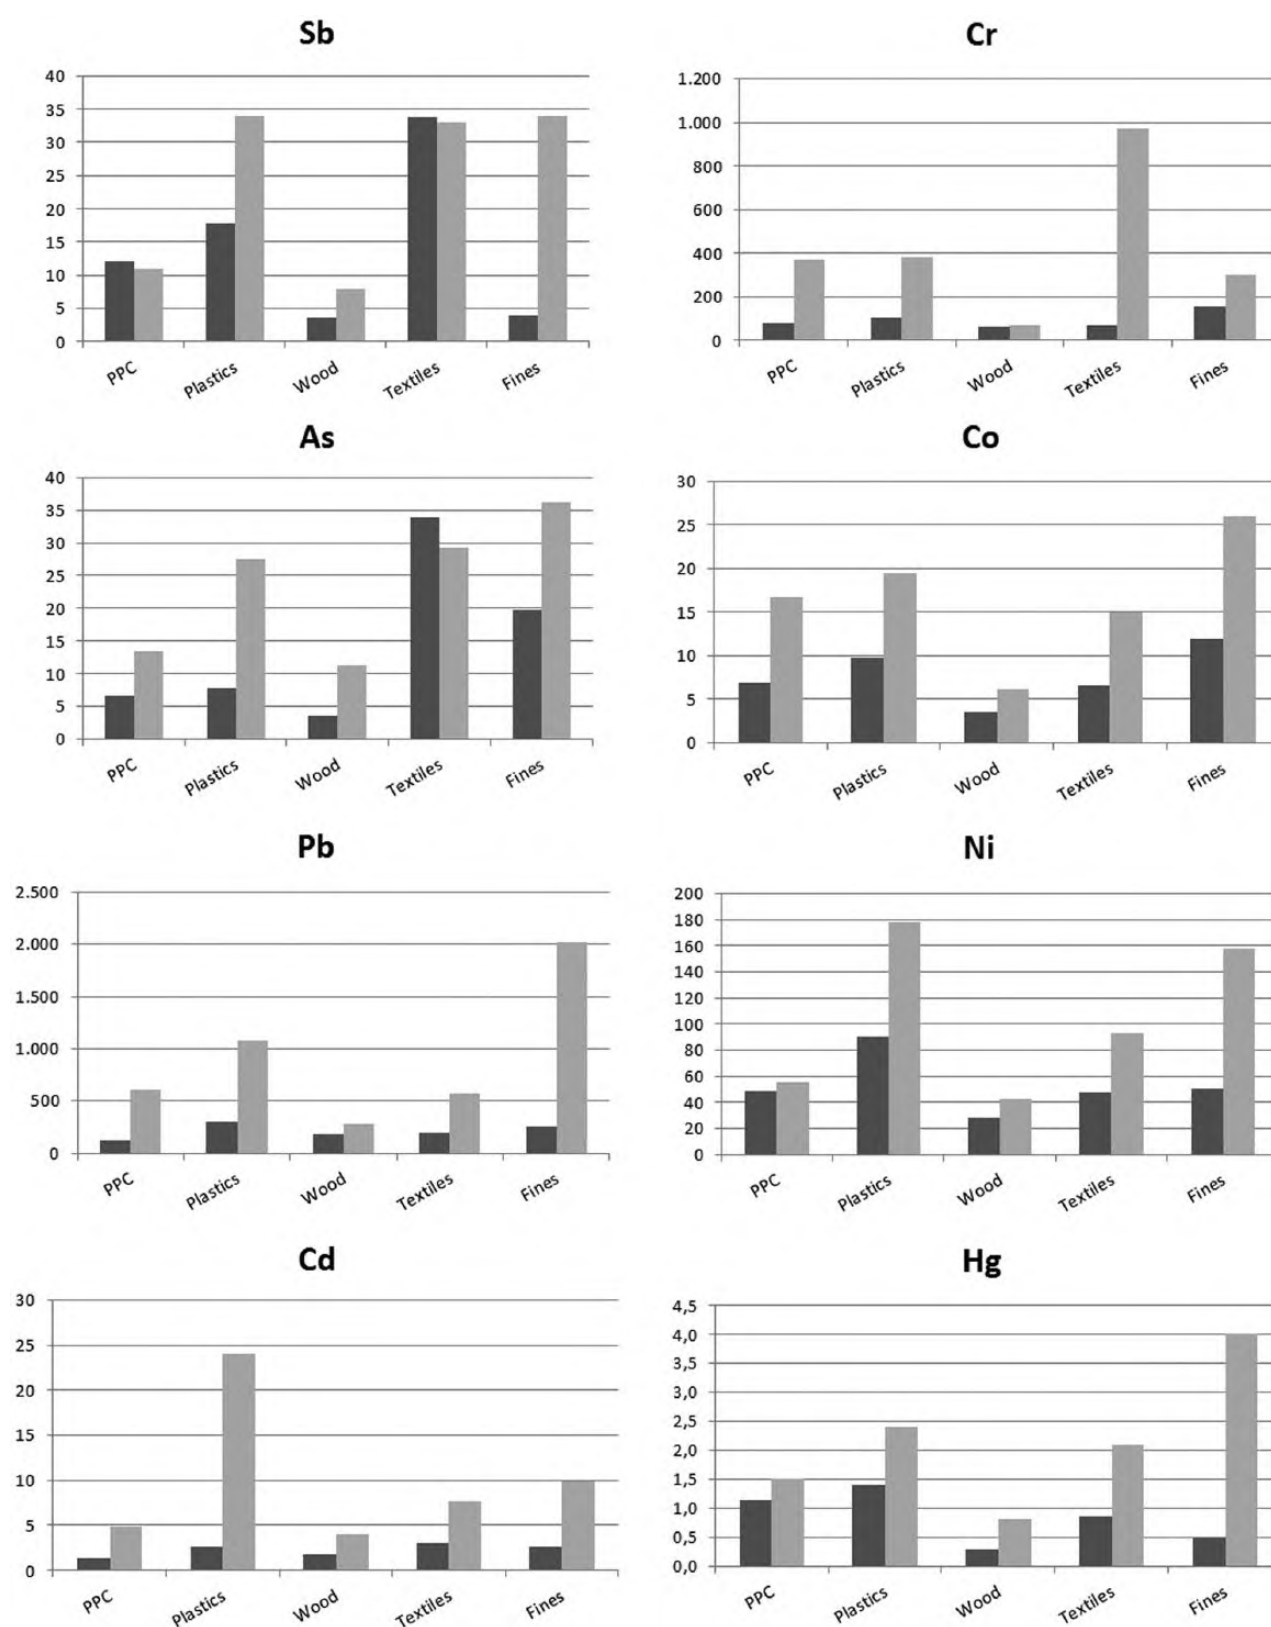 Sb
40
35
30
25
20
15
10
5
0
PPC
Plastics
Wood
Textiles
Fines
Cr
1.200
1.000
800
600
400
200
0
PPC
Plastics
Wood
Textiles
Fines
As
40
35
30
25
20
15
10
5
0
PPC
Plastics
Wood
Textiles
Fines
Co
30
25
20
15
10
5
0
PPC
Plastics
Wood
Textiles
Fines
Pb
2.500
2.000
1.500
1.000
500
0
PPC
Plastics
Wood
Textiles
Fines
Ni
200
180
160
140
120
100
80
60
40
20
0
PPC
Plastics
Wood
Textiles
Fines
Cd
30
25
20
15
10
5
0
PPC
Plastics
Wood
Textiles
Fines
Hg
4,5
4,0
3,5
3,0
2,5
2,0
1,5
1,0
0,5
0,0
PPC
Plastics
Wood
Textiles
Fines